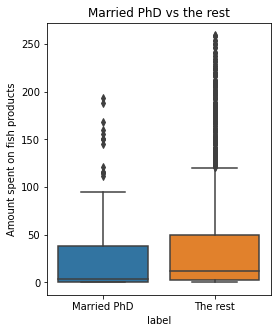 Married PhD vs the rest
Amount spent on fish products
250
200
150
100
50
0
Married PhD
The rest
label